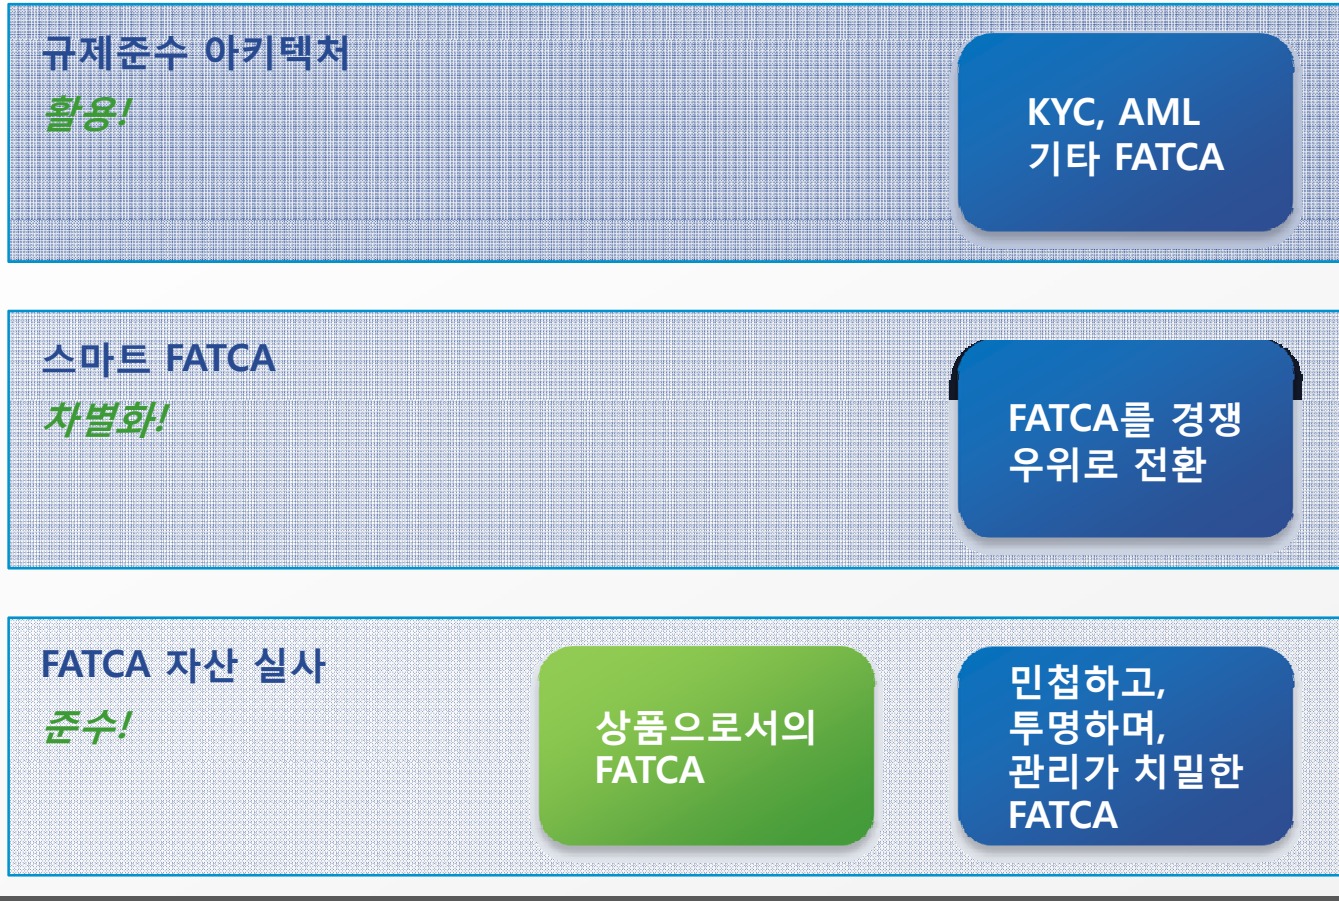 규제준수 아키텍처
활용!
KYC, AML
기타 FATCA
스마트 FATCA
차별화!
FATCA를 경쟁
우위로 전환
FATCA 자산 실사
준수!
상품으로서의
FATCA
민첩하고,
투명하며,
관리가 치밀한
FATCA